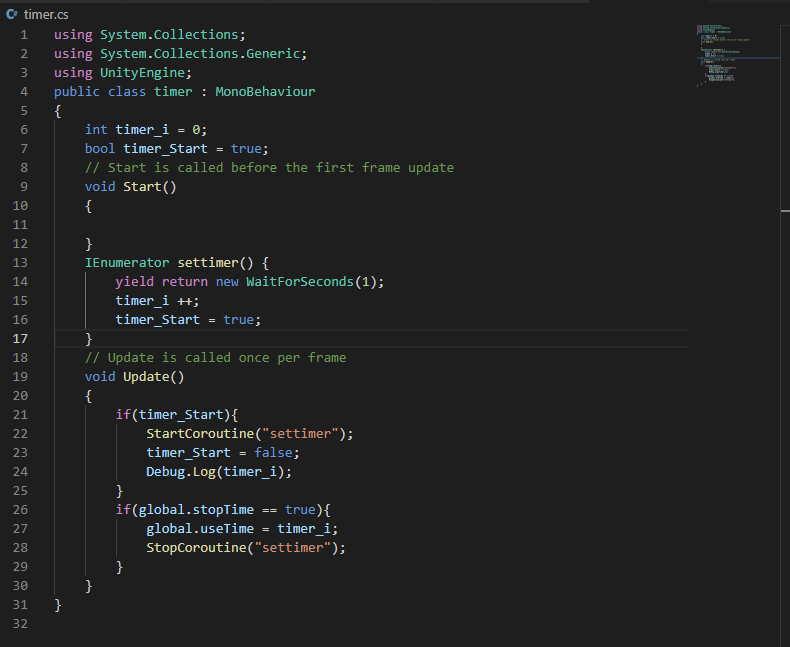 timer.cs
1 using System.Collections;
2 using System.Collections.Generic;
3 using UnityEngine;
4 public class timer : MonoBehaviour
5 {
6 int timer_i = 0;
7 bool timer_Start = true;
8 // Start is called before the first frame update
9 void Start()
10 {
11
12 }
13 IEnumerator settimer() {
14 yield return new WaitForSeconds(1);
15 timer_i ++;
16 timer_Start = true;
17 }
18 // Update is called once per frame
19 void Update()
20 {
21 if(timer_Start){
22 StartCoroutine("settimer");
23 timer_Start = false;
24 Debug.Log(timer_i);
25 }
26 if(global.stopTime == true){
27 global.useTime = timer_i;
28 StopCoroutine("settimer");
29 }
30 }
31 }
32